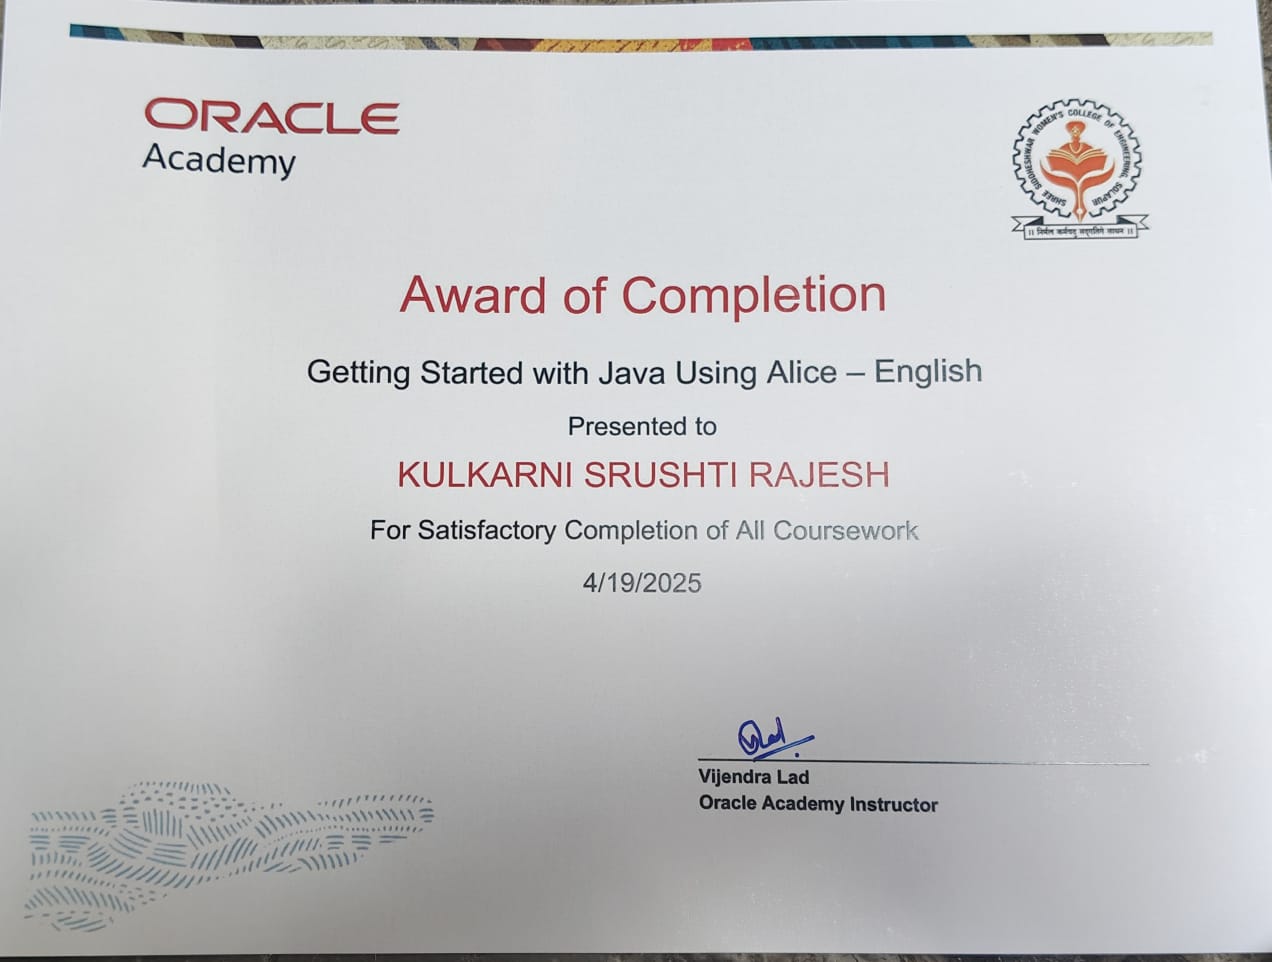 ORACLE
Academy
SHREE SIDDHESHWAR WOMEN'S COLLEGE OF ENGINEERING, SOLAPUR
Award of Completion
Getting Started with Java Using Alice – English
Presented to
KULKARNI SRUSHTI RAJESH
For Satisfactory Completion of All Coursework
4/19/2025
Vijendra Lad
Oracle Academy Instructor